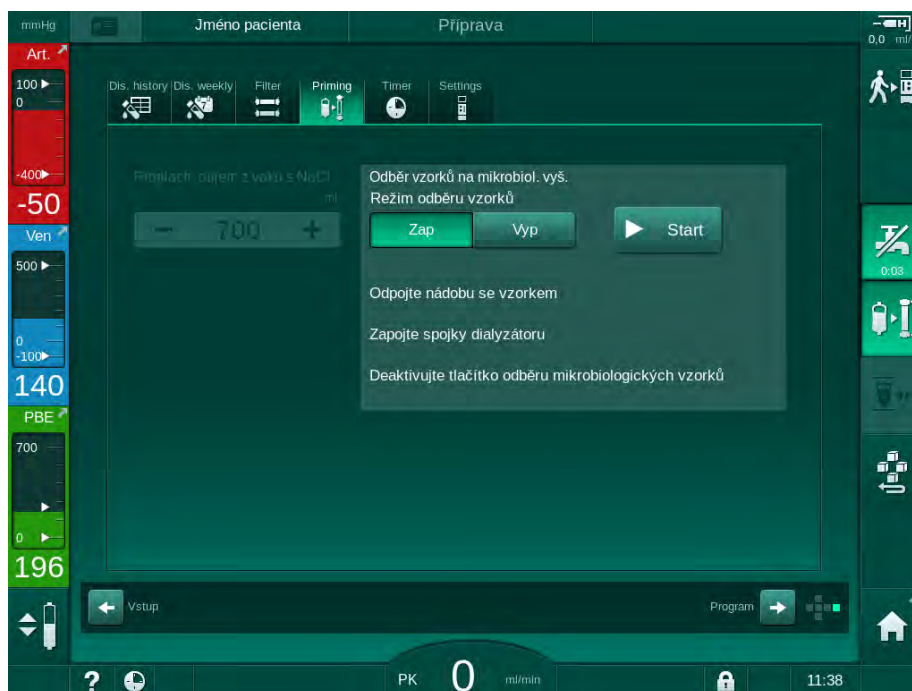 mmHg
Jméno pacienta
Příprava
0,0 ml/
Art.
100
0
-400
-50
Ven
500
0
-100
140
PBE
700
0
196
Dis. history
Dis. weekly
Filter
Priming
Timer
Settings
ml
700
Odběr vzorků na mikrobiol. vyš.
Režim odběru vzorků
Zap
Vyp
Start
Odpojte nádobu se vzorkem
Zapojte spojky dialyzátoru
Deaktivujte tlačítko odběru mikrobiologických vzorků
0:03
Vstup
Program
?
PK 0 ml/min
11:38